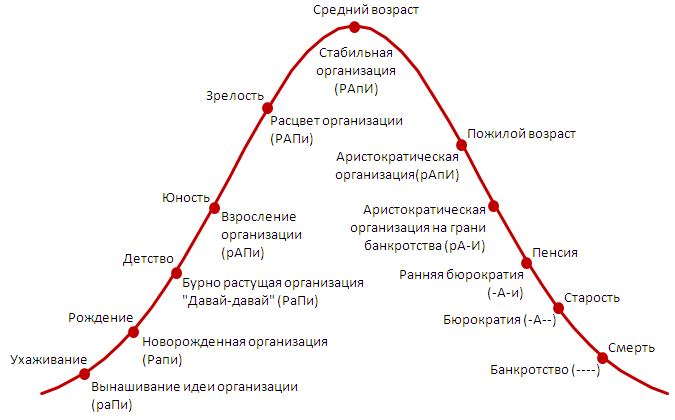 Средний возраст
Стабильная
организация
(РАпИ)
Зрелость
Расцвет организации
(РАПи)
Пожилой возраст
Аристократическая
организация(рАпИ)
Юность
Взросление
организации
(рАПи)
Аристократическая
организация на грани
банкротства (рА-И)
Детство
Бурно растущая организация
"Давай-давай" (РаПи)
Пенсия
Ранняя бюрократия
(-А-и)
Старость
Бюрократия (-А--)
Рождение
Новорожденная организация
(Рапи)
Смерть
Банкротство (----)
Ухаживание
Вынашивание идеи организации
(раПи)